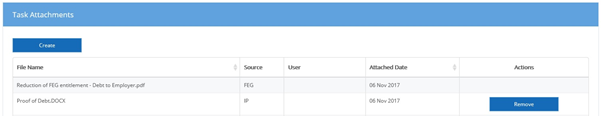 Task Attachments
Create
File Name Source User Attached Date Actions
Reduction of FEG entitlement - Debt to Employer.pdf FEG 06 Nov 2017
Proof of Debt.DOCX IP 06 Nov 2017 Remove